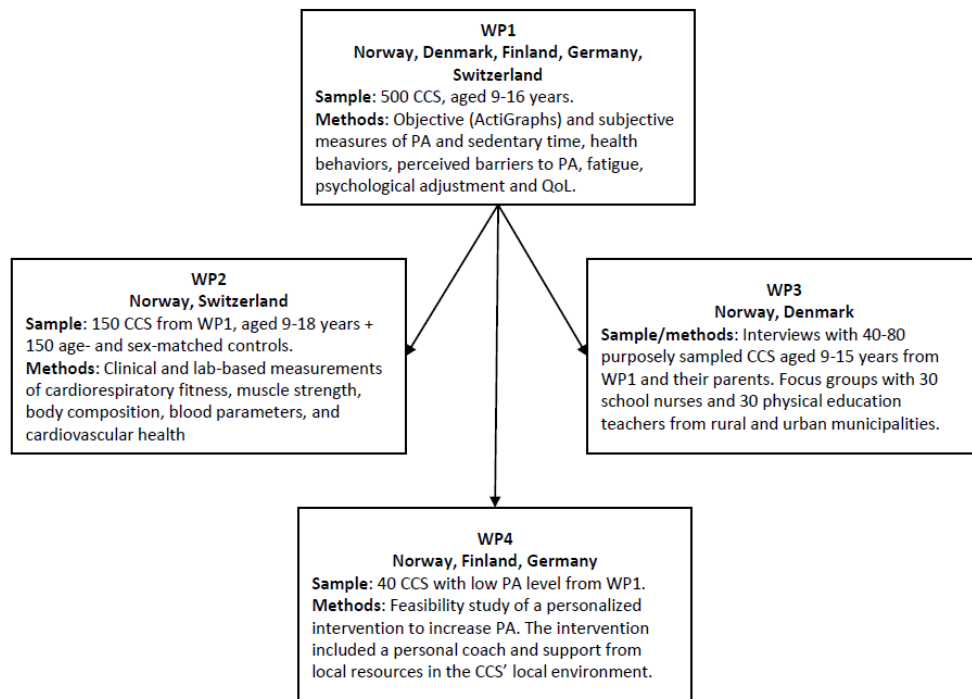 WP1
Norway, Denmark, Finland, Germany,
Switzerland
Sample: 500 CCS, aged 9-16 years.
Methods: Objective (ActiGraphs) and subjective
measures of PA and sedentary time, health
behaviors, perceived barriers to PA, fatigue,
psychological adjustment and QoL.
WP2
Norway, Switzerland
Sample: 150 CCS from WP1, aged 9-18 years +
150 age- and sex-matched controls.
Methods: Clinical and lab-based measurements
of cardiorespiratory fitness, muscle strength,
body composition, blood parameters, and
cardiovascular health
WP3
Norway, Denmark
Sample/methods: Interviews with 40-80
purposely sampled CCS aged 9-15 years from
WP1 and their parents. Focus groups with 30
school nurses and 30 physical education
teachers from rural and urban municipalities.
WP4
Norway, Finland, Germany
Sample: 40 CCS with low PA level from WP1.
Methods: Feasibility study of a personalized
intervention to increase PA. The intervention
included a personal coach and support from
local resources in the CCS’ local environment.